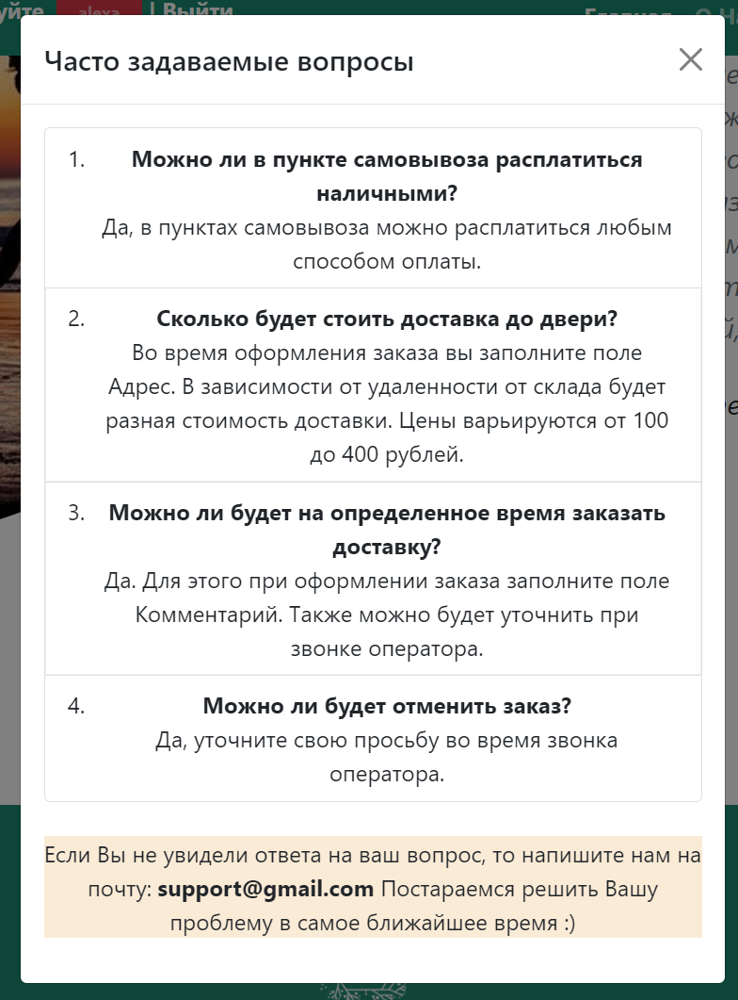 alexa
| Выйти
Часто задаваемые вопросы
1. Можно ли в пункте самовывоза расплатиться
наличными?
Да, в пунктах самовывоза можно расплатиться любым
способом оплаты.
2. Сколько будет стоить доставка до двери?
Во время оформления заказа вы заполните поле
Адрес. В зависимости от удаленности от склада будет
разная стоимость доставки. Цены варьируются от 100
до 400 рублей.
3. Можно ли будет на определенное время заказать
доставку?
Да. Для этого при оформлении заказа заполните поле
Комментарий. Также можно будет уточнить при
звонке оператора.
4. Можно ли будет отменить заказ?
Да, уточните свою просьбу во время звонка
оператора.
Если Вы не увидели ответа на ваш вопрос, то напишите нам на
почту: support@gmail.com Постараемся решить Вашу
проблему в самое ближайшее время :)